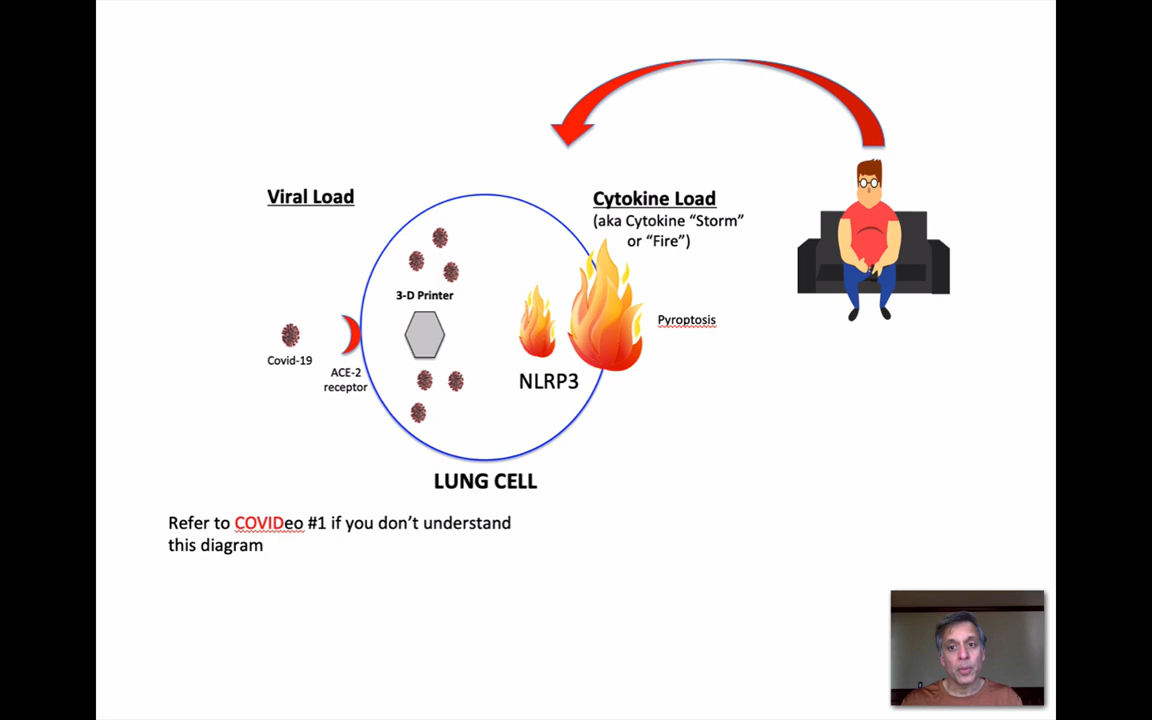 Viral Load
Cytokine Load
(aka Cytokine “Storm”
or “Fire”)
3-D Printer
Pyroptosis
Covid-19
ACE-2
receptor
NLRP3
LUNG CELL
Refer to COVIDeo #1 if you don’t understand
this diagram